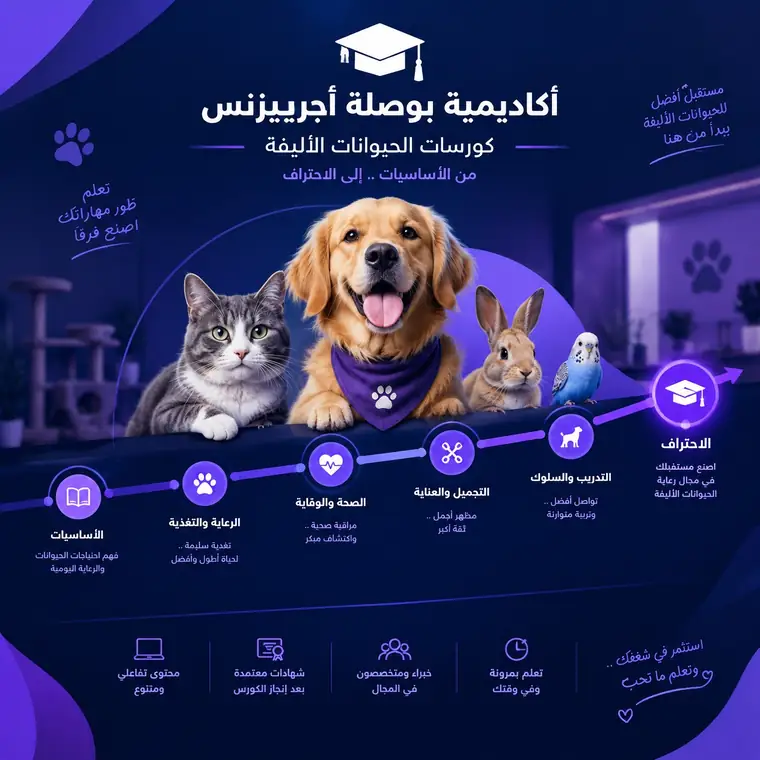 أكاديمية بوصلة أجريبيزنس
كورسات الحيوانات الأليفة
من الأساسيات .. إلى الاحتراف
مستقبلٌ أفضل
للحيوانات الأليفة
يبدأ من هنا
تعلم
طور مهاراتك
اصنع فرقًا
الاحتراف
اصنع مستقبلك
في مجال رعاية
الحيوانات الأليفة
التدريب والسلوك
تواصل أفضل ..
وتربية متوازنة
التجميل والعناية
مظهر أجمل ..
ثقة أكبر
الصحة والوقاية
مراقبة صحية ..
واكتشاف مبكر
الرعاية والتغذية
تغذية سليمة ..
لحياة أطول وأفضل
الأساسيات
فهم احتياجات الحيوانات
والرعاية اليومية
استثمر في شغفك ..
وتعلم ما تحب
تعلم بمرونة
وفي وقتك
خبراء ومتخصصون
في المجال
شهادات معتمدة
بعد إنجاز الكورس
محتوى تفاعلي
ومتنوع